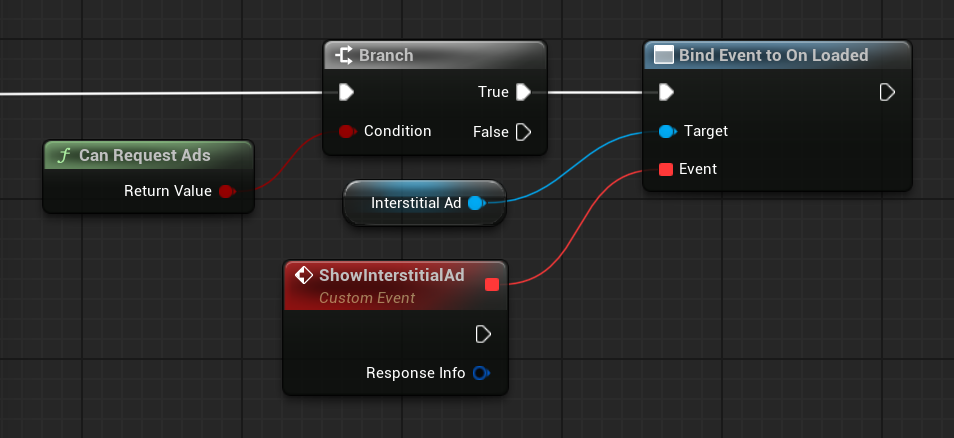 Branch
True
Condition
False
Bind Event to On Loaded
Target
Event
f Can Request Ads
Return Value
Interstitial Ad
ShowInterstitialAd
Custom Event
Response Info